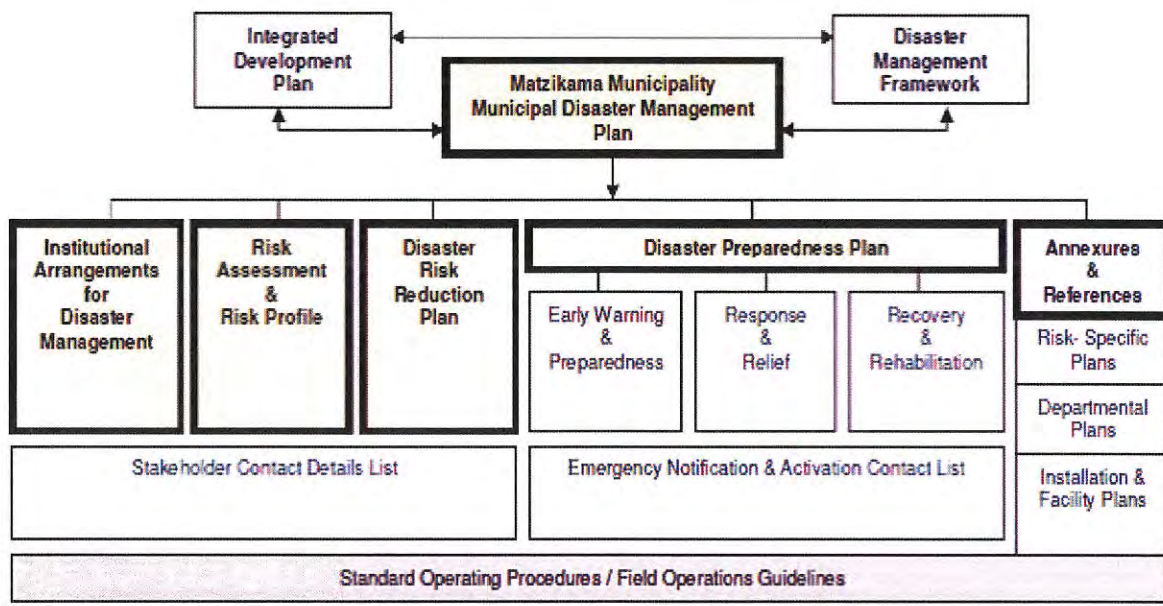 Integrated
Development
Plan
Disaster
Management
Framework
Matzikama Municipality
Municipal Disaster Management
Plan
Institutional
Arrangements
for
Disaster
Management
Risk
Assessment
&
Risk Profile
Disaster
Risk
Reduction
Plan
Disaster Preparedness Plan
Early Warning
&
Preparedness
Response
&
Relief
Recovery
&
Rehabilitation
Annexures
&
References
Risk- Specific
Plans
Departmental
Plans
Installation &
Facility Plans
Stakeholder Contact Details List
Emergency Notification & Activation Contact List
Standard Operating Procedures / Field Operations Guidelines